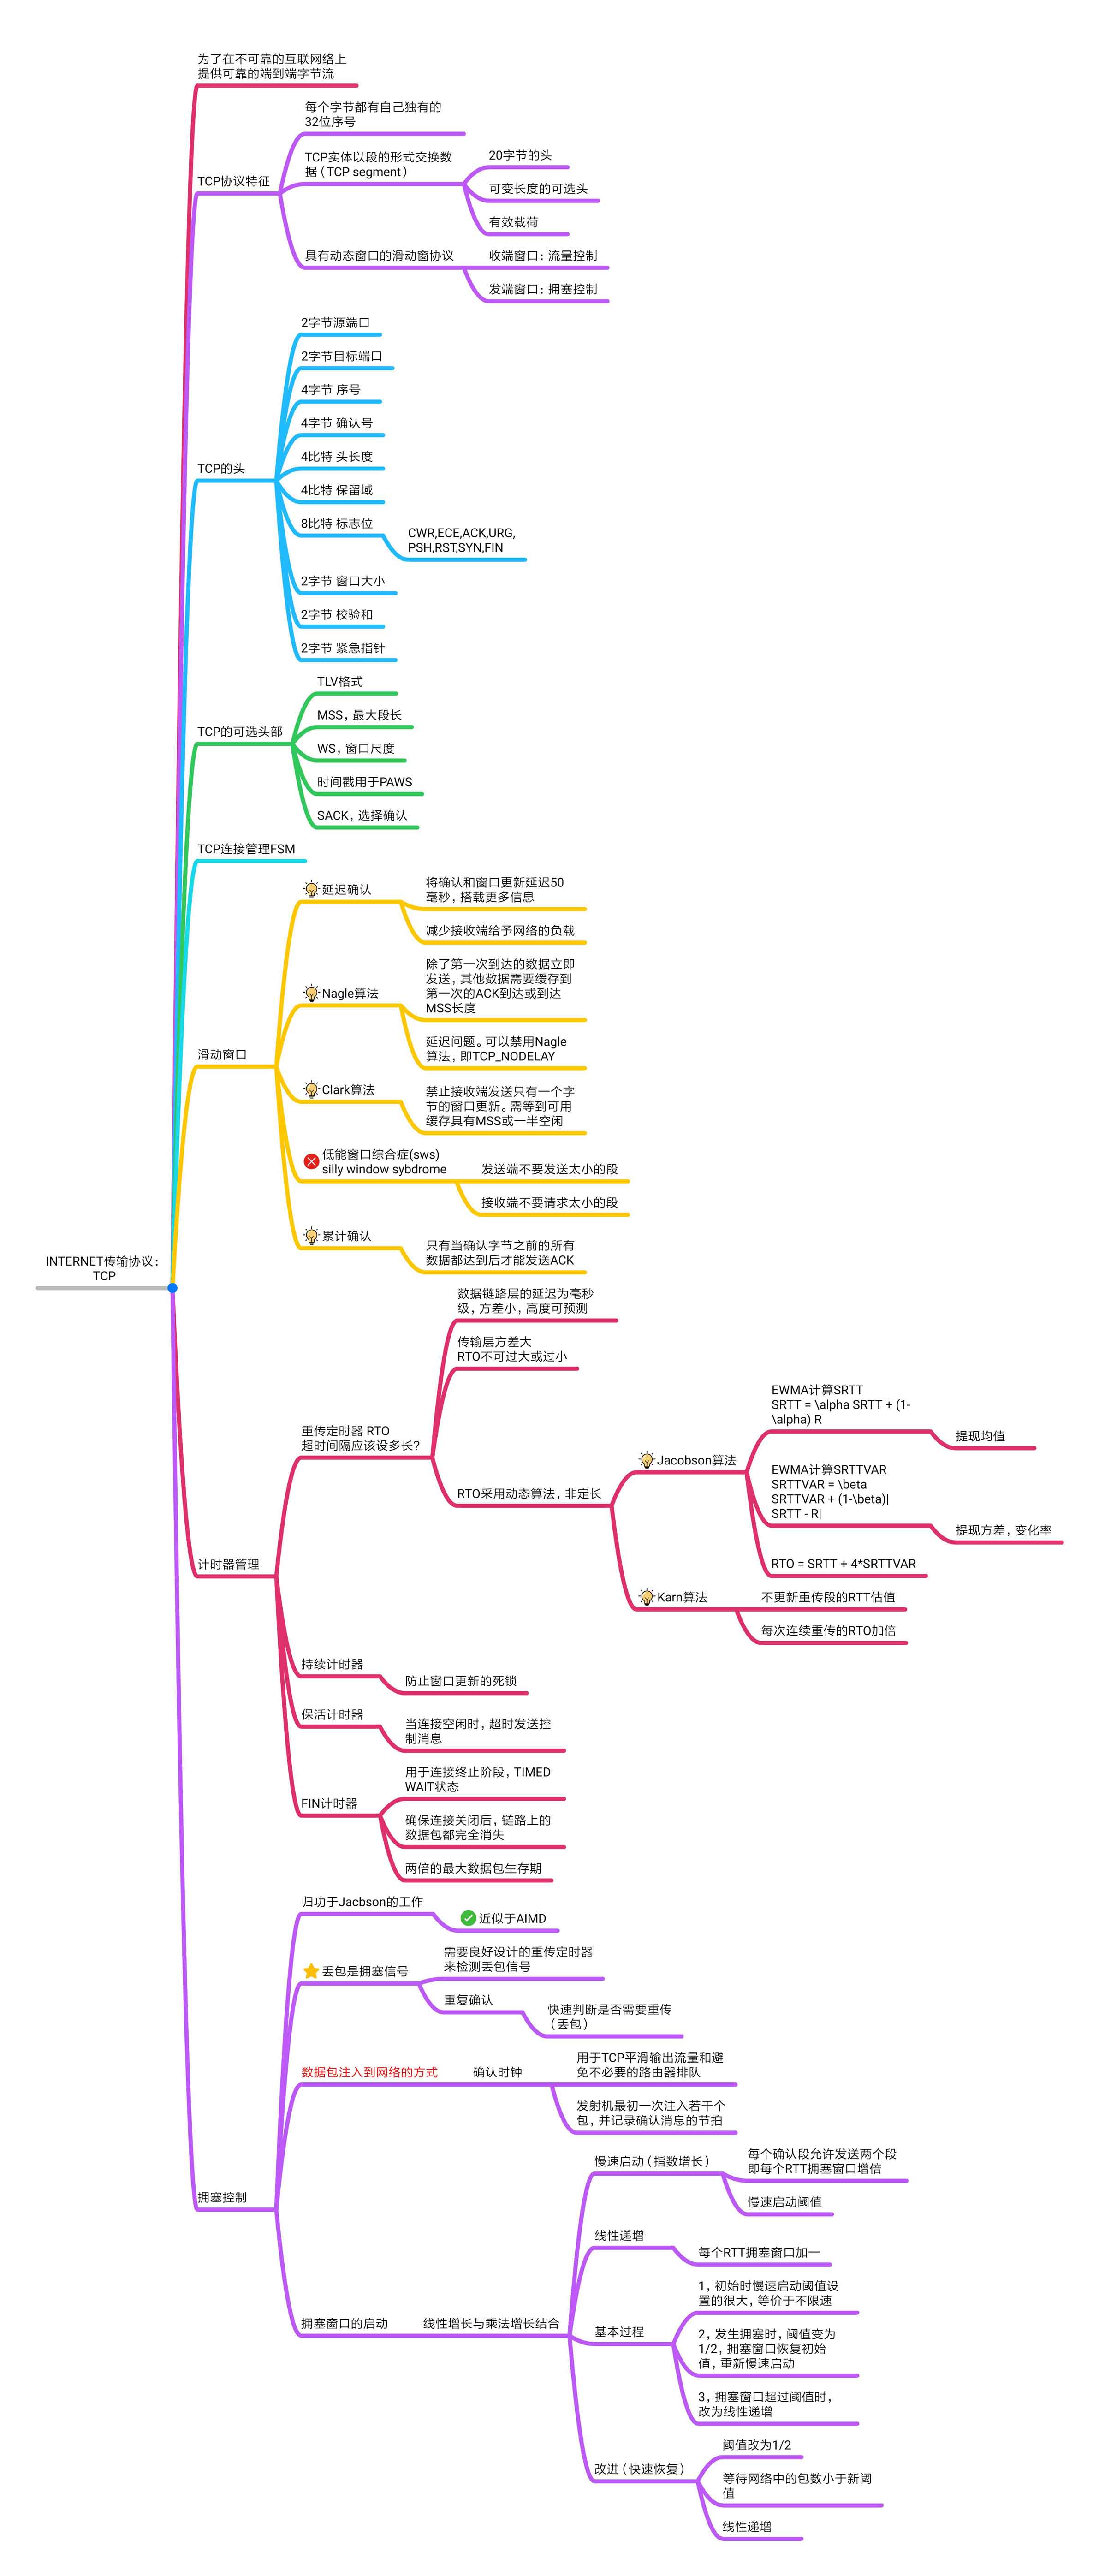 为了在不可靠的互联网络上
提供可靠的端到端字节流
TCP协议特征
每个字节都有自己独有的
32位序号
TCP实体以段的形式交换数
据（TCP segment）
20字节的头
可变长度的可选头
有效载荷
具有动态窗口的滑动窗协议
收端窗口：流量控制
发端窗口：拥塞控制
TCP的头
2字节源端口
2字节目标端口
4字节 序号
4字节 确认号
4比特 头长度
4比特 保留域
8比特 标志位
CWR,ECE,ACK,URG,
PSH,RST,SYN,FIN
2字节 窗口大小
2字节 校验和
2字节 紧急指针
TCP的可选头部
TLV格式
MSS，最大段长
WS，窗口尺度
时间戳用于PAWS
SACK，选择确认
TCP连接管理FSM
滑动窗口
延迟确认
将确认和窗口更新延迟50
毫秒，搭载更多信息
减少接收端给予网络的负载
Nagle算法
除了第一次到达的数据立即
发送，其他数据需要缓存到
第一次的ACK到达或到达
MSS长度
延迟问题。可以禁用Nagle
算法，即TCP_NODELAY
Clark算法
禁止接收端发送只有一个字
节的窗口更新。需等到可用
缓存具有MSS或一半空闲
低能窗口综合症(sws)
silly window sybdrome
发送端不要发送太小的段
接收端不要请求太小的段
累计确认
只有当确认字节之前的所有
数据都达到后才能发送ACK
INTERNET传输协议：
TCP
计时器管理
重传定时器 RTO
超时间隔应该设多长?
数据链路层的延迟为毫秒
级，方差小，高度可预测
传输层方差大
RTO不可过大或过小
RTO采用动态算法，非定长
Jacobson算法
EWMA计算SRTT
SRTT = \alpha SRTT + (1-
\alpha) R
提现均值
EWMA计算SRTTVAR
SRTTVAR = \beta
SRTTVAR + (1-\beta)|
SRTT - R|
提现方差，变化率
RTO = SRTT + 4*SRTTVAR
Karn算法
不更新重传段的RTT估值
每次连续重传的RTO加倍
持续计时器
防止窗口更新的死锁
保活计时器
当连接空闲时，超时发送控
制消息
FIN计时器
用于连接终止阶段，TIMED
WAIT状态
确保连接关闭后，链路上的
数据包都完全消失
两倍的最大数据包生存期
拥塞控制
归功于Jacbson的工作
近似于AIMD
丢包是拥塞信号
需要良好设计的重传定时器
来检测丢包信号
重复确认
快速判断是否需要重传
（丢包）
数据包注入到网络的方式
确认时钟
用于TCP平滑输出流量和避
免不必要的路由器排队
发射机最初一次注入若干个
包，并记录确认消息的节拍
拥塞窗口的启动
线性增长与乘法增长结合
慢速启动（指数增长）
每个确认段允许发送两个段
即每个RTT拥塞窗口增倍
慢速启动阈值
线性递增
每个RTT拥塞窗口加一
基本过程
1，初始时慢速启动阈值设
置的很大，等价于不限速
2，发生拥塞时，阈值变为
1/2，拥塞窗口恢复初始
值，重新慢速启动
3，拥塞窗口超过阈值时，
改为线性递增
改进（快速恢复）
阈值改为1/2
等待网络中的包数小于新阈
值
线性递增